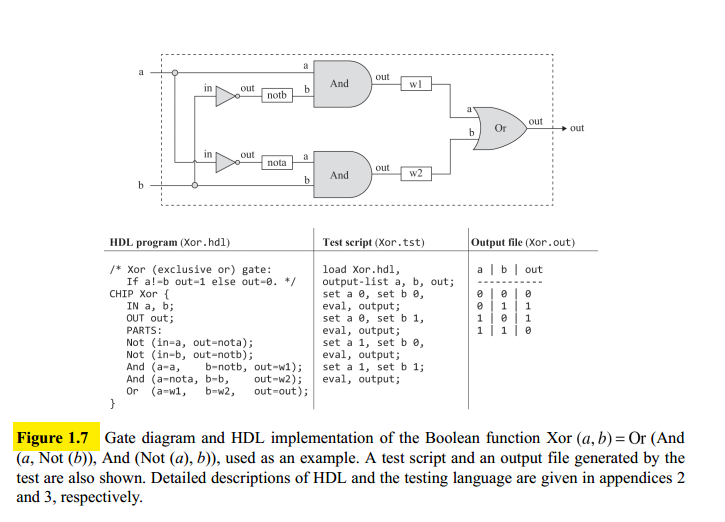 a
a
b
And
out
w1
in
out
notb
a
b
Or
out
out
in
out
nota
a
b
And
out
w2
b
HDL program (Xor.hdl)
Test script (Xor.tst)
Output file (Xor.out)
/* Xor (exclusive or) gate:
If a!=b out=1 else out=0. */
CHIP Xor {
IN a, b;
OUT out;
PARTS:
Not (in=a, out=nota);
Not (in=b, out=notb);
And (a=a, b=notb, out=w1);
And (a=nota, b=b, out=w2);
Or (a=w1, b=w2, out=out);
}
load Xor.hdl,
output-list a, b, out;
set a 0, set b 0,
eval, output;
set a 0, set b 1,
eval, output;
set a 1, set b 0,
eval, output;
set a 1, set b 1;
eval, output;
a | b | out
-----------
0 | 0 | 0
0 | 1 | 1
1 | 0 | 1
1 | 1 | 0
Figure 1.7 Gate diagram and HDL implementation of the Boolean function Xor (a, b) = Or (And
(a, Not (b)), And (Not (a), b)), used as an example. A test script and an output file generated by the
test are also shown. Detailed descriptions of HDL and the testing language are given in appendices 2
and 3, respectively.